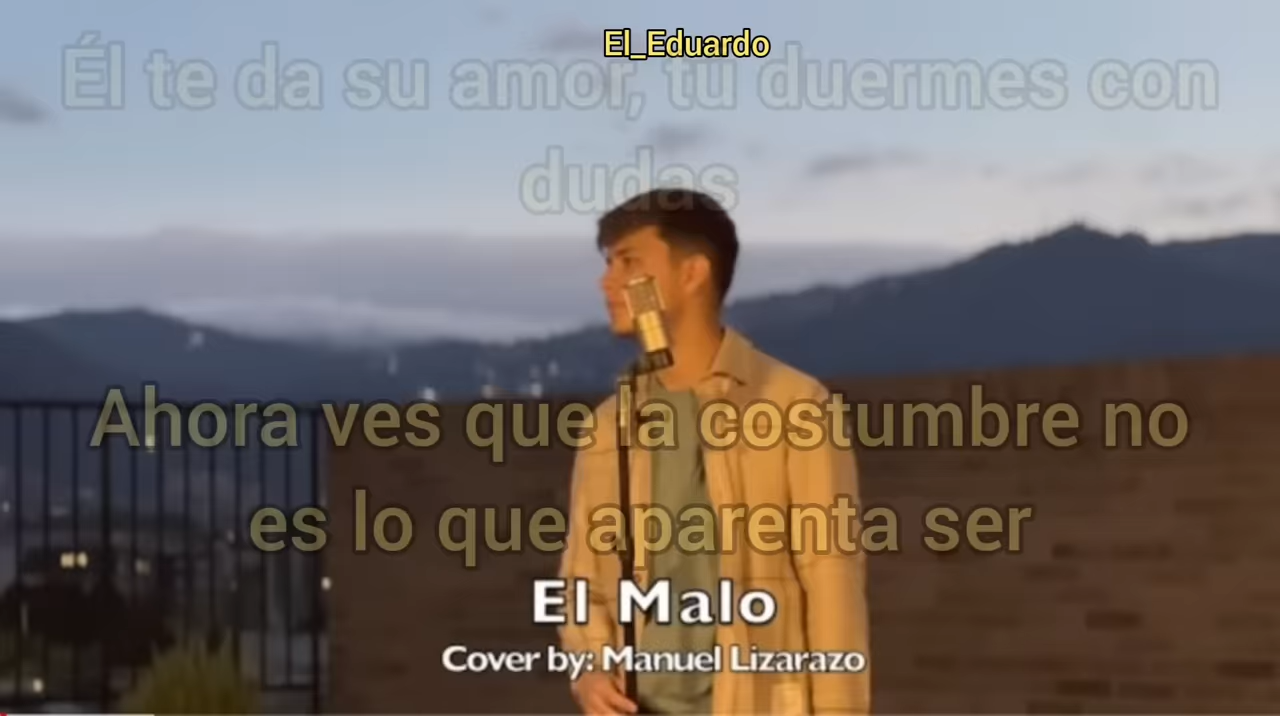 El_Eduardo
Él te da su amor, tú duermes con
dudas
Ahora ves que la costumbre no
es lo que aparenta ser
El Malo
Cover by: Manuel Lizarazo